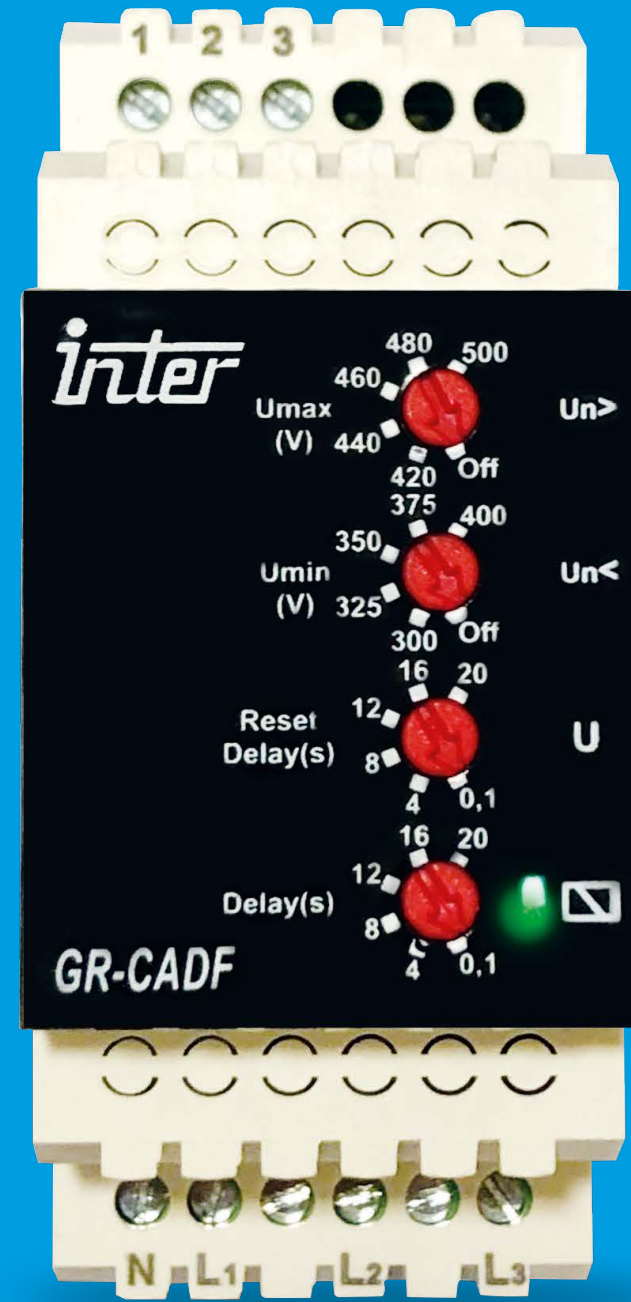 1 2 3
inter
Umax
(V)
420 440 460 480 500 Off
Un>
Umin
(V)
300 325 350 375 400 Off
Un<
Reset
Delay(s)
4 8 12 16 20 0,1
U
Delay(s)
4 8 12 16 20 0,1
GR-CADF
N L1 L2 L3